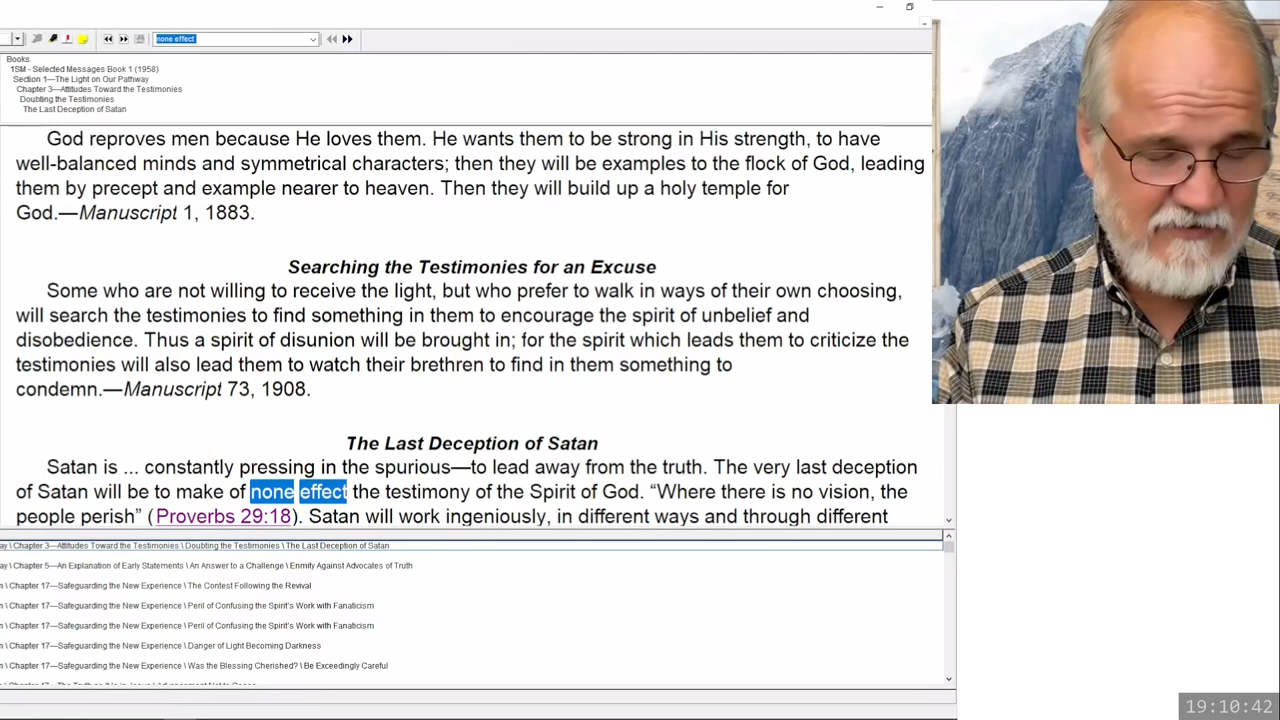 none effect
Books
1SM - Selected Messages Book 1 (1958)
Section 1—The Light on Our Pathway
Chapter 3—Attitudes Toward the Testimonies
Doubting the Testimonies
The Last Deception of Satan
God reproves men because He loves them. He wants them to be strong in His strength, to have
well-balanced minds and symmetrical characters; then they will be examples to the flock of God, leading
them by precept and example nearer to heaven. Then they will build up a holy temple for
God.—Manuscript 1, 1883.
Searching the Testimonies for an Excuse
Some who are not willing to receive the light, but who prefer to walk in ways of their own choosing,
will search the testimonies to find something in them to encourage the spirit of unbelief and
disobedience. Thus a spirit of disunion will be brought in; for the spirit which leads them to criticize the
testimonies will also lead them to watch their brethren to find in them something to
condemn.—Manuscript 73, 1908.
The Last Deception of Satan
Satan is ... constantly pressing in the spurious—to lead away from the truth. The very last deception
of Satan will be to make of none effect the testimony of the Spirit of God. “Where there is no vision, the
people perish” (Proverbs 29:18). Satan will work ingeniously, in different ways and through different
ay \ Chapter 3—Attitudes Toward the Testimonies \ Doubting the Testimonies \ The Last Deception of Satan
ay \ Chapter 5—An Explanation of Early Statements \ An Answer to a Challenge \ Enmity Against Advocates of Truth
n \ Chapter 17—Safeguarding the New Experience \ The Contest Following the Revival
n \ Chapter 17—Safeguarding the New Experience \ Peril of Confusing the Spirit's Work with Fanaticism
n \ Chapter 17—Safeguarding the New Experience \ Peril of Confusing the Spirit's Work with Fanaticism
n \ Chapter 17—Safeguarding the New Experience \ Danger of Light Becoming Darkness
n \ Chapter 17—Safeguarding the New Experience \ Was the Blessing Cherished? \ Be Exceedingly Careful
19:10:42